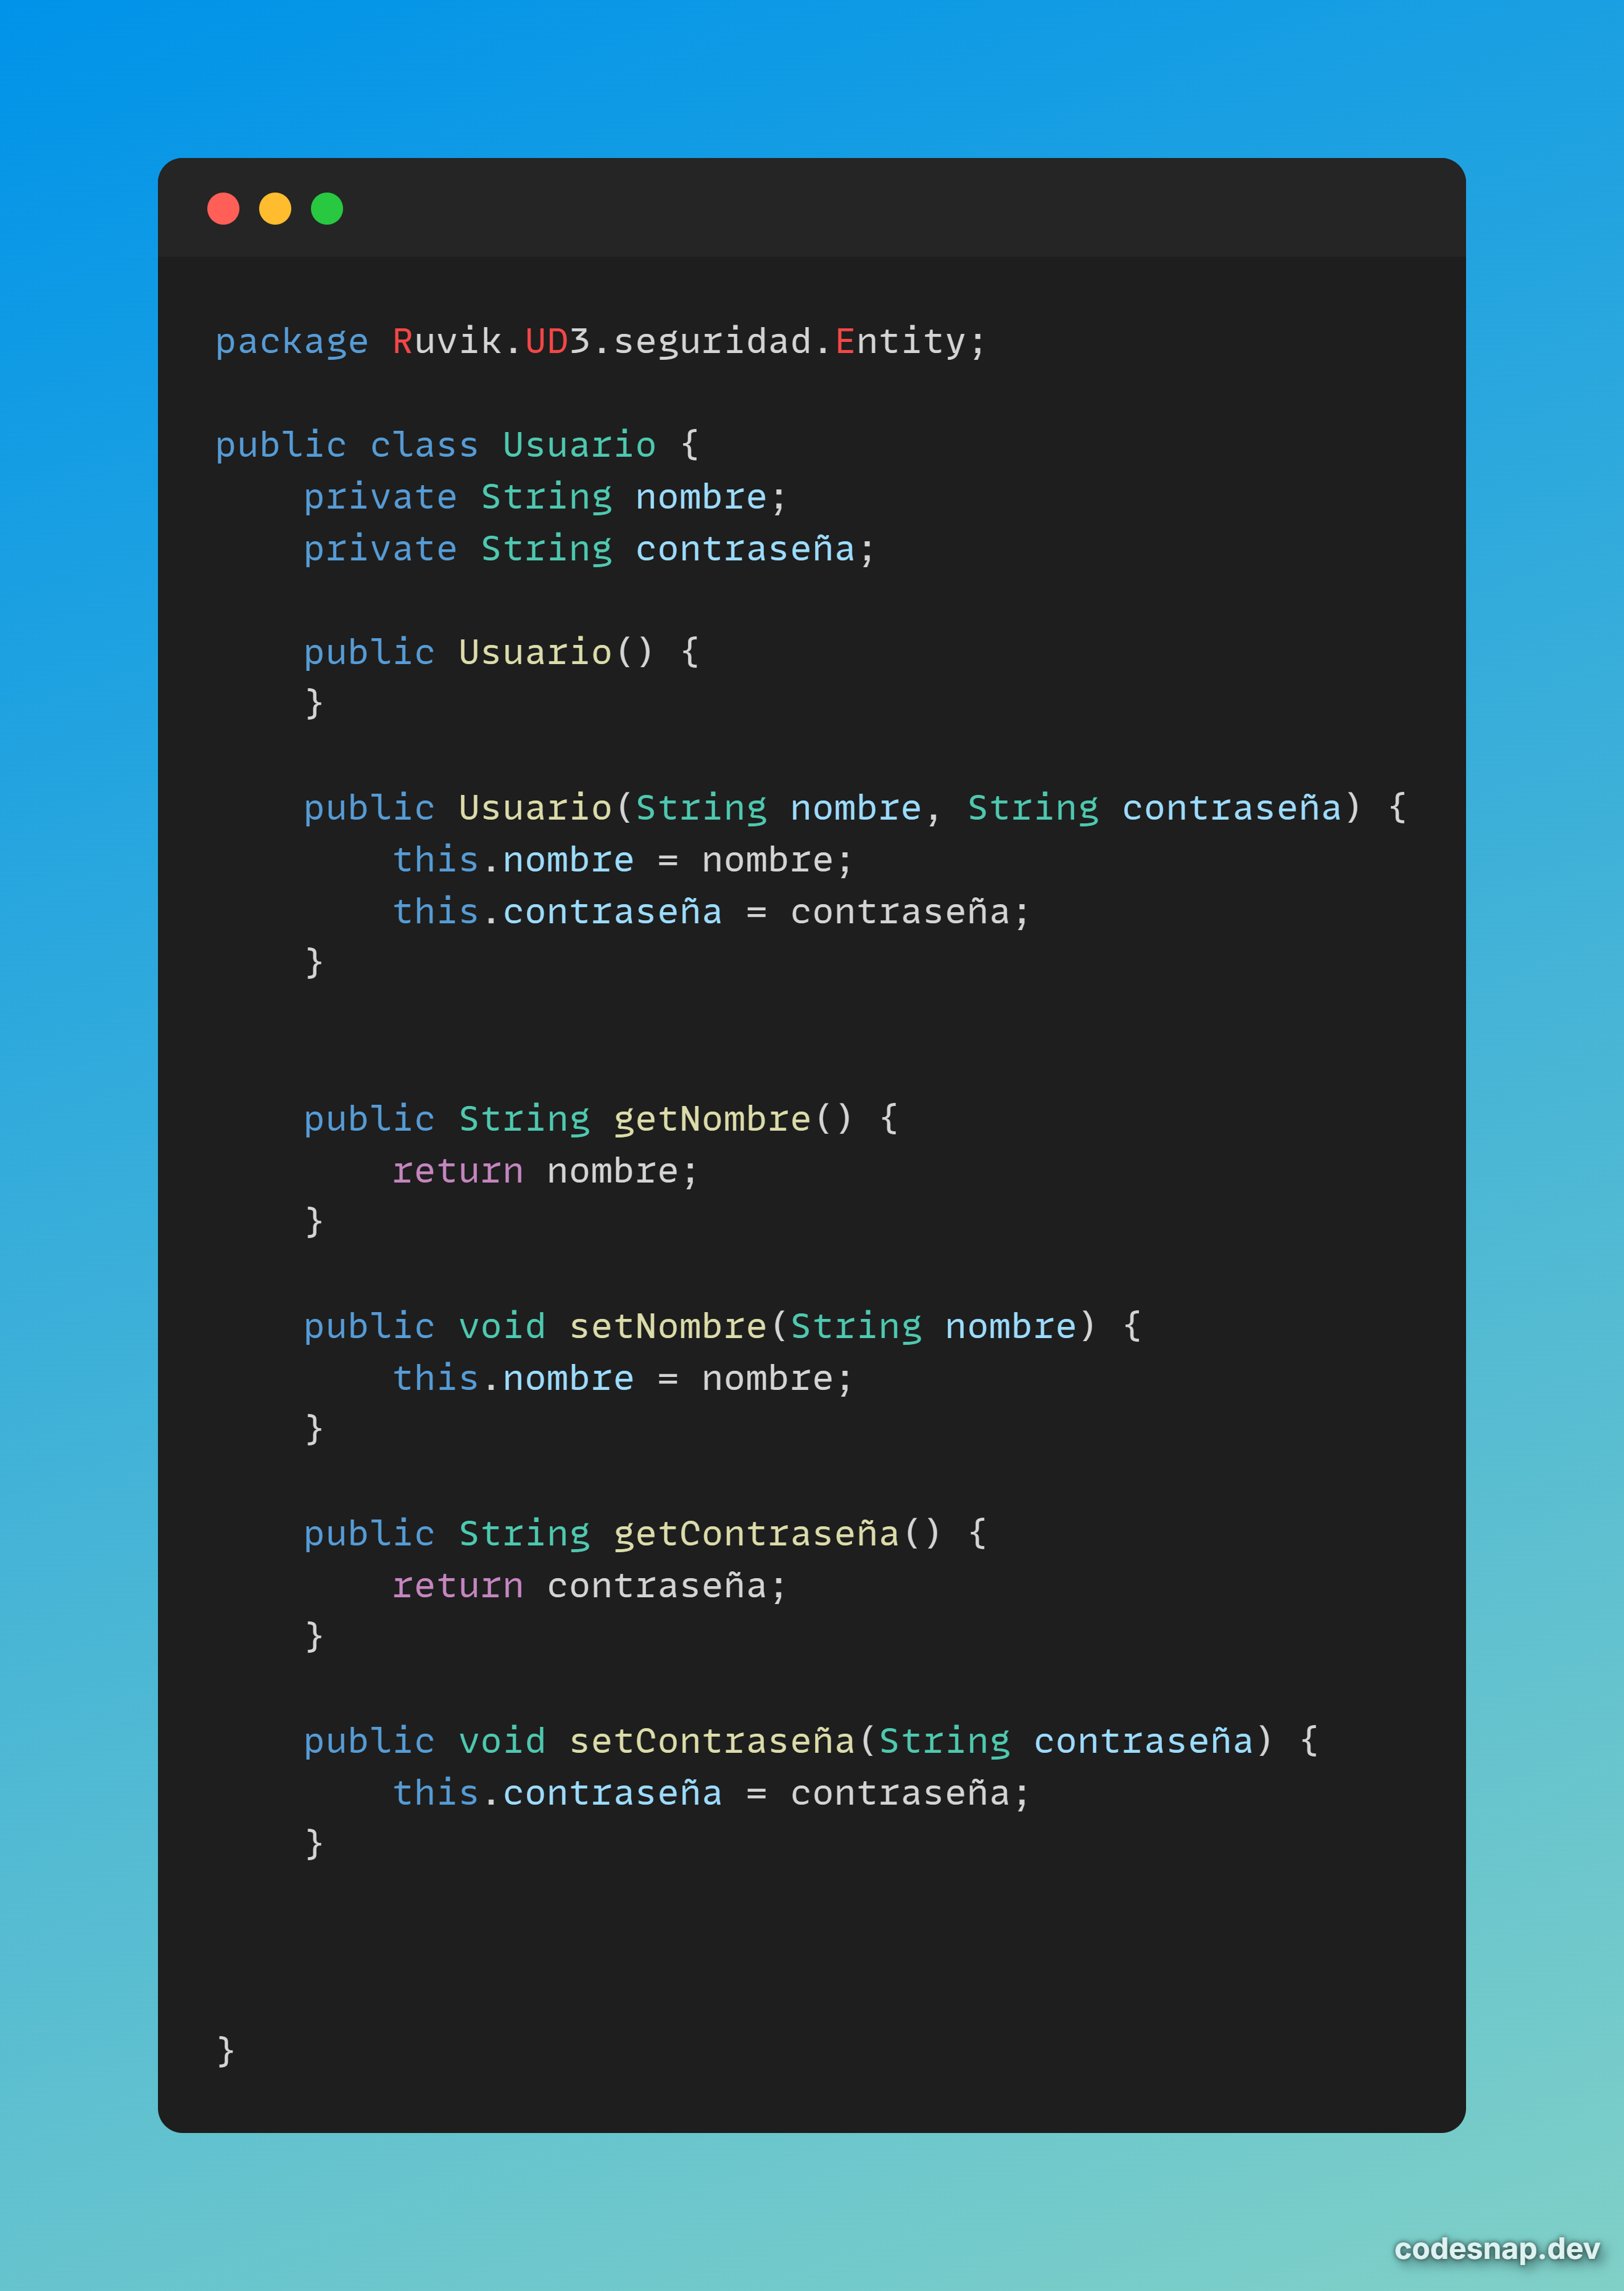 package Ruvik.UD3.seguridad.Entity;
public class Usuario {
    private String nombre;
    private String contraseña;
    public Usuario() {
    }
    public Usuario(String nombre, String contraseña) {
        this.nombre = nombre;
        this.contraseña = contraseña;
    }
    public String getNombre() {
        return nombre;
    }
    public void setNombre(String nombre) {
        this.nombre = nombre;
    }
    public String getContraseña() {
        return contraseña;
    }
    public void setContraseña(String contraseña) {
        this.contraseña = contraseña;
    }
}
codesnap.dev